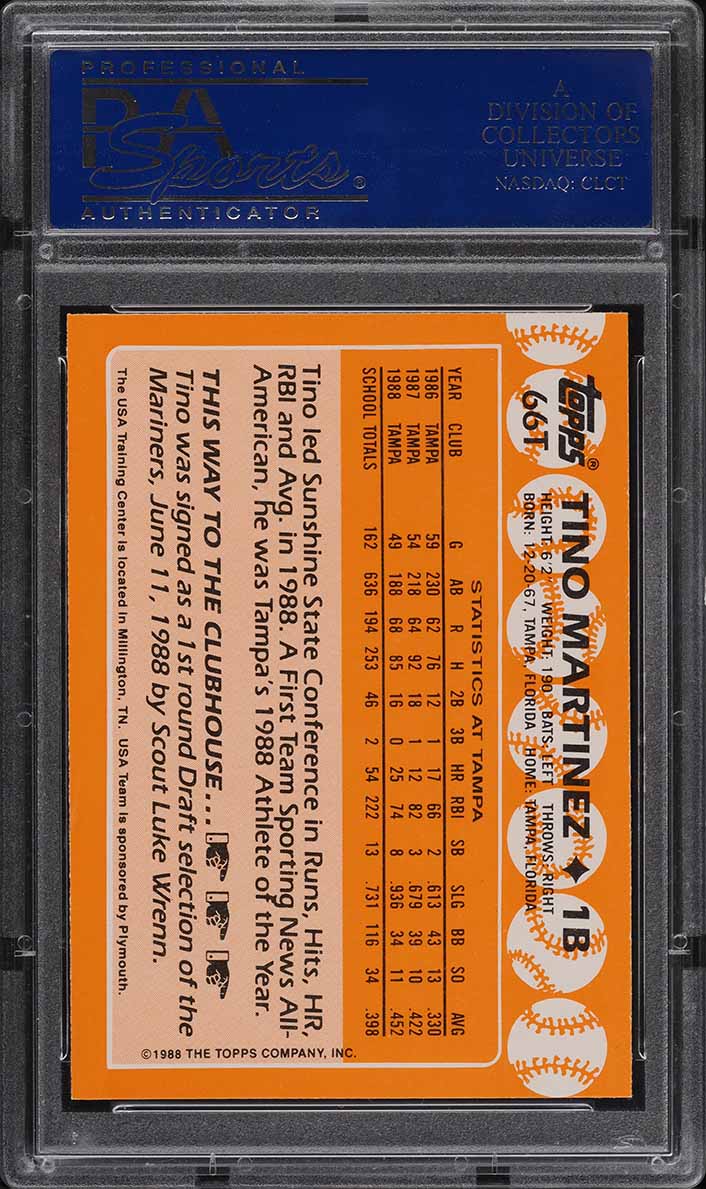 PROFESSIONAL
PSA
Sports®
AUTHENTICATOR
A
DIVISION OF
COLLECTORS
UNIVERSE
NASDAQ: CLCT
topps®
66T
TINO MARTINEZ ♦ 1B
HEIGHT: 6'2" WEIGHT: 190 BATS: LEFT THROWS: RIGHT
BORN: 12-20-67, TAMPA, FLORIDA HOME: TAMPA, FLORIDA
STATISTICS AT TAMPA
YEAR CLUB G AB R H 2B 3B HR RBI SB SLG BB SO AVG
1986 TAMPA 59 230 62 76 12 1 17 66 2 .613 43 13 .330
1987 TAMPA 54 218 64 92 18 1 12 82 3 .679 39 10 .422
1988 TAMPA 49 188 68 85 16 0 25 74 8 .936 34 11 .452
SCHOOL TOTALS 162 636 194 253 46 2 54 222 13 .731 116 34 .398
Tino led Sunshine State Conference in Runs, Hits, HR,
RBI and Avg. in 1988. A First Team Sporting News All-
American, he was Tampa's 1988 Athlete of the Year.
THIS WAY TO THE CLUBHOUSE...
Tino was signed as a 1st round Draft selection of the
Mariners, June 11, 1988 by Scout Luke Wrenn.
The USA Training Center is located in Millington, TN. USA Team is sponsored by Plymouth.
©1988 THE TOPPS COMPANY, INC.